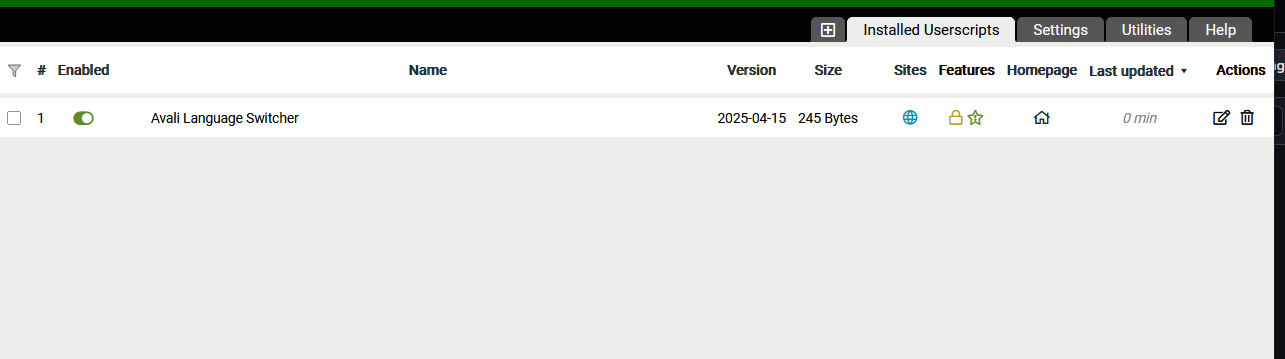 Installed Userscripts Settings Utilities Help
# Enabled Name Version Size Sites Features Homepage Last updated Actions
1 Avali Language Switcher 2025-04-15 245 Bytes 0 min